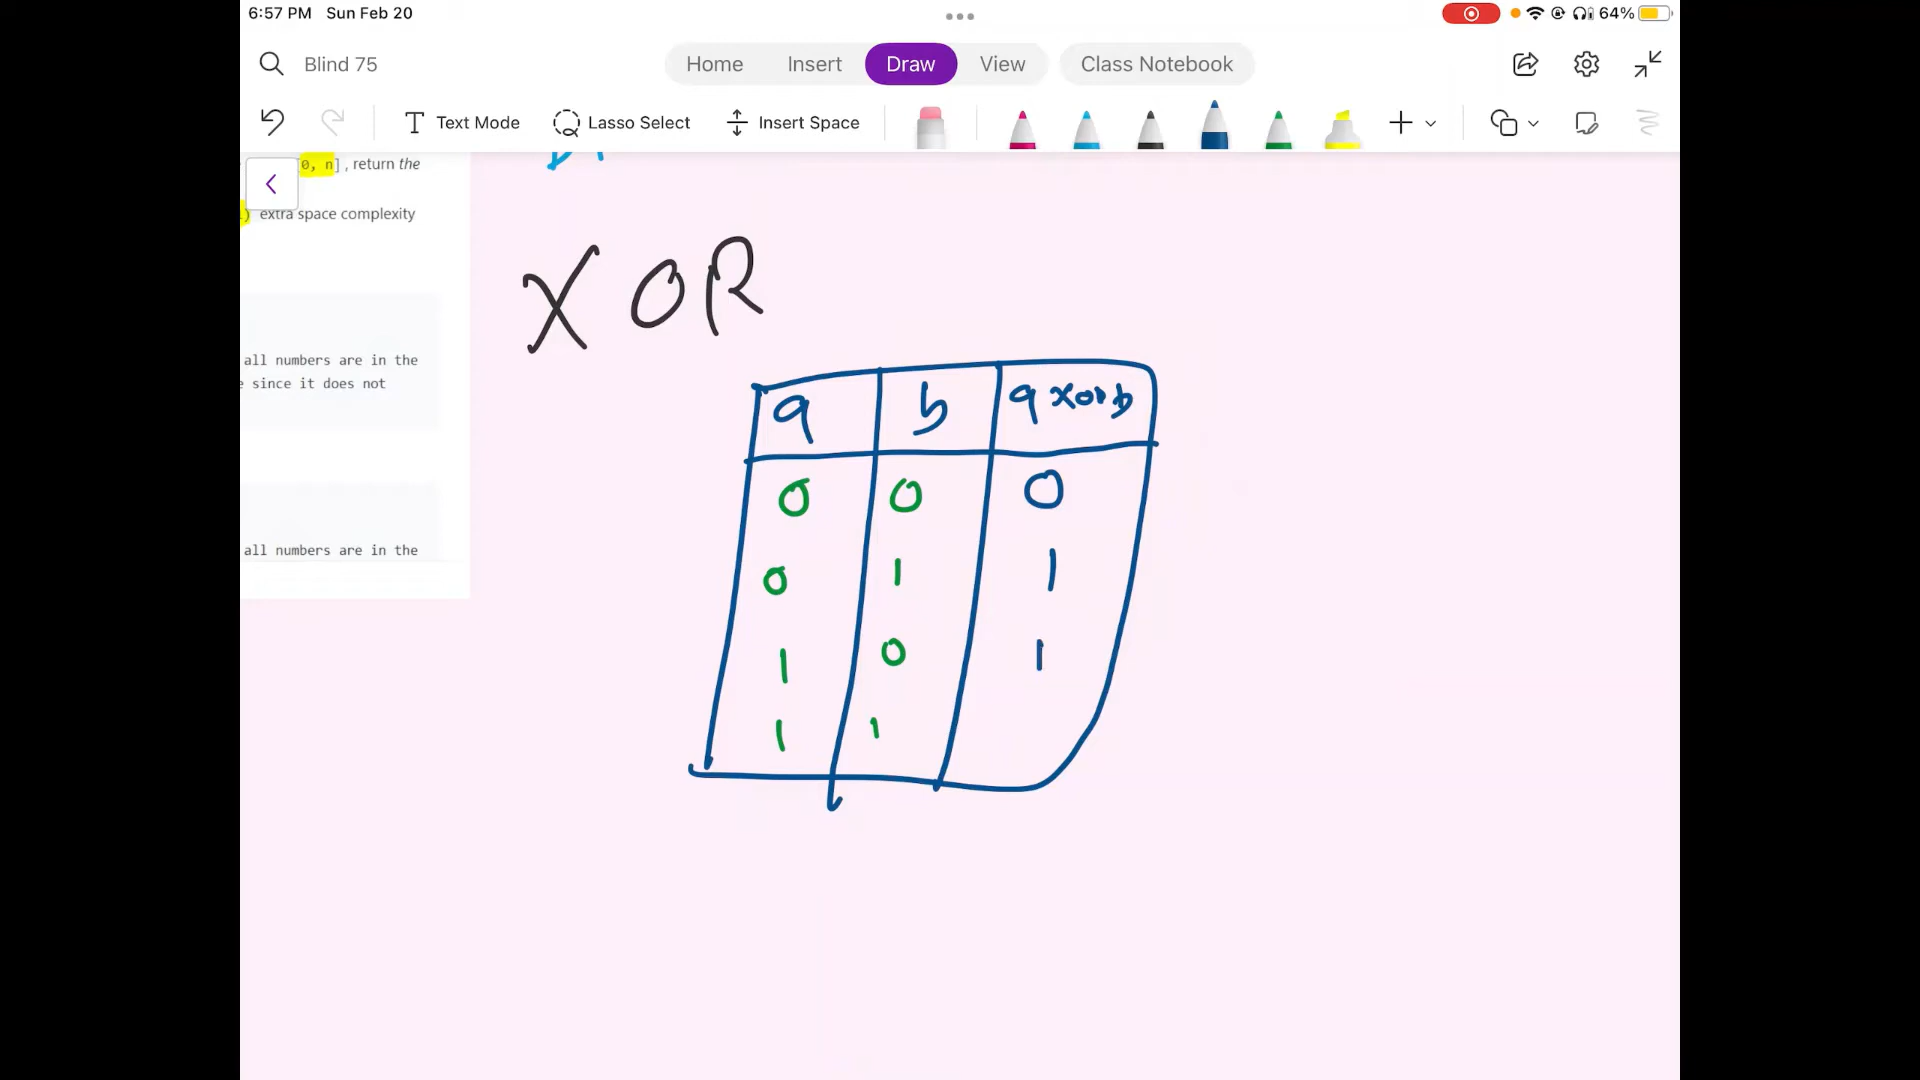 6:57 PM Sun Feb 20
64%
Blind 75
Home Insert Draw View Class Notebook
Text Mode Lasso Select Insert Space
0, n] , return the
) extra space complexity
all numbers are in the
e since it does not
all numbers are in the
XOR
a b a xor b
0 0 0
0 1 1
1 0 1
1 1